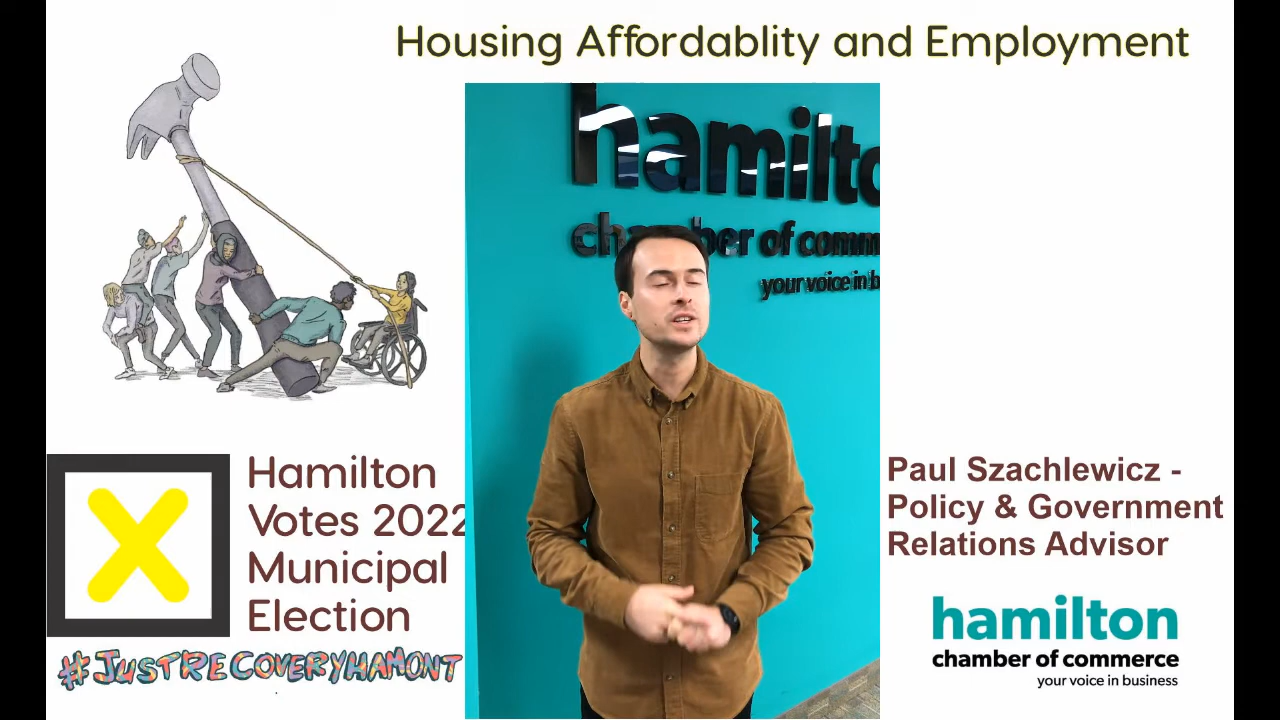 Housing Affordablity and Employment
hamilto
chamber of comm
your voice in b
Hamilton
Votes 2022
Municipal
Election
#JUSTRECOVERYHAMONT
Paul Szachlewicz -
Policy & Government
Relations Advisor
hamilton
chamber of commerce
your voice in business